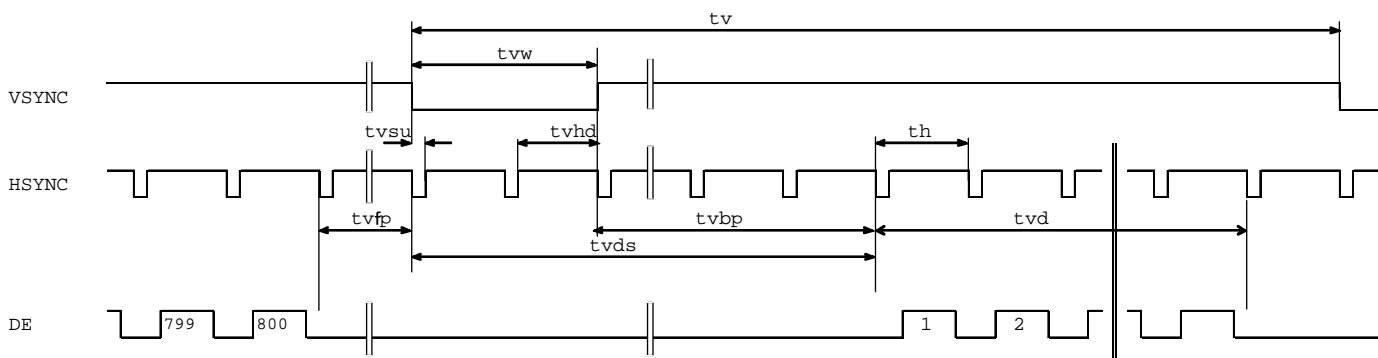 tv
tvw
VSYNC
tvsu
tvhd
th
HSYNC
tvfp
tvbp
tvd
tvds
DE
799
800
1
2